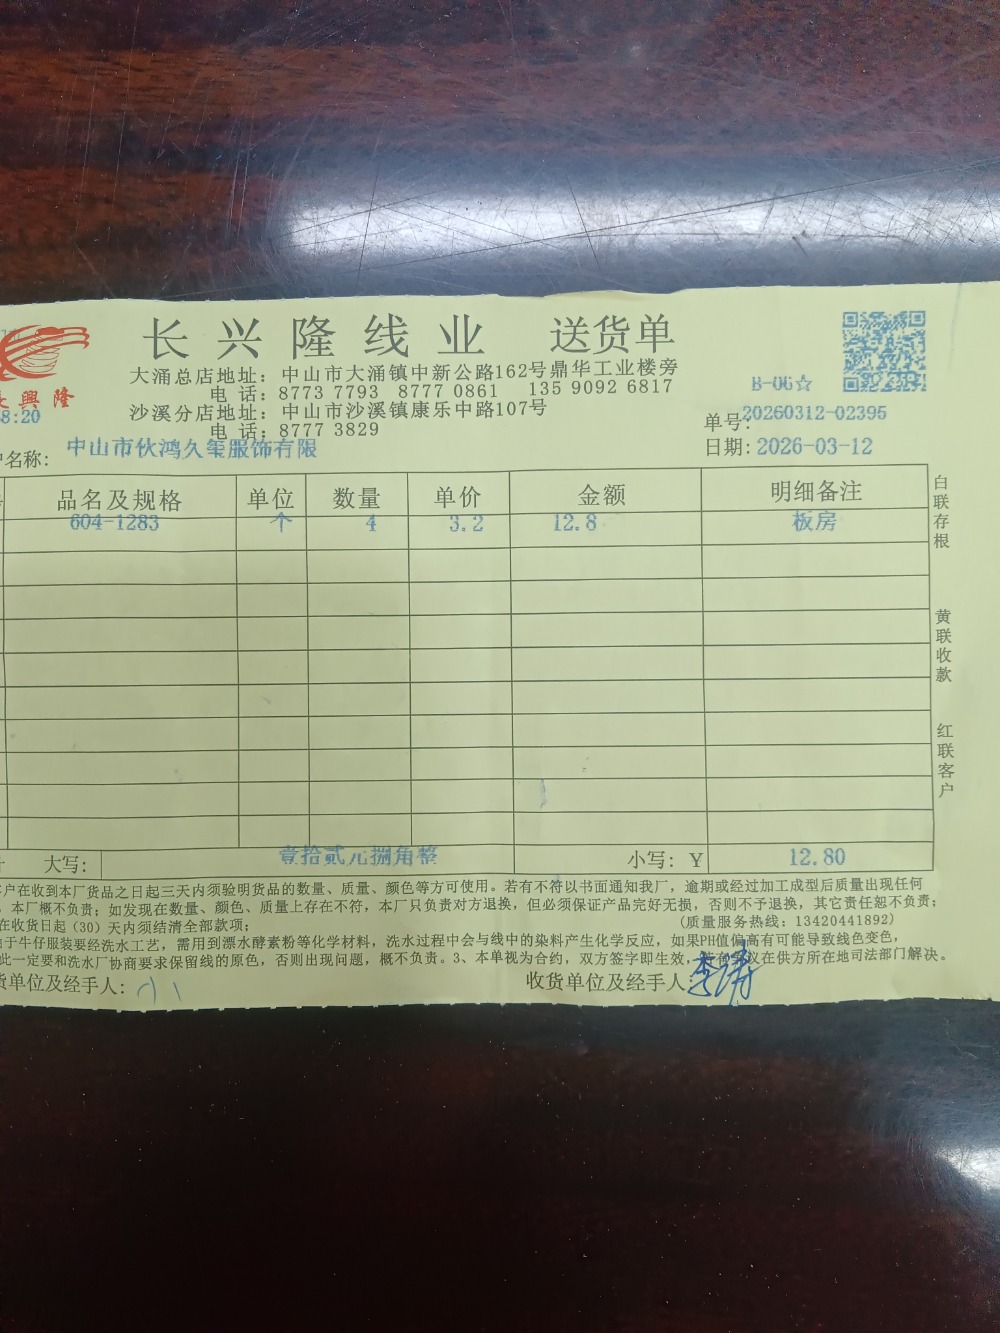 长兴隆线业 送货单
興隆
大涌总店地址：中山市大涌镇中新公路162号鼎华工业楼旁
电 话：8773 7793 8777 0861 135 9092 6817
沙溪分店地址：中山市沙溪镇康乐中路107号
电 话：8777 3829
B-06☆
8:20
单号：20260312-02395
日期：2026-03-12
名称：中山市伙鸿久玺服饰有限
品名及规格 单位 数量 单价 金额 明细备注
604-1283 个 4 3.2 12.8 板房
大写： 壹拾贰元捌角整 小写：Y 12.80
白联存根
黄联收款
红联客户
户在收到本厂货品之日起三天内须验明货品的数量、质量、颜色等方可使用。若有不符以书面通知我厂，逾期或经过加工成型后质量出现任何
，本厂概不负责；如发现在数量、颜色、质量上存在不符，本厂只负责对方退换，但必须保证产品完好无损，否则不予退换，其它责任恕不负责；
在收货日起（30）天内须结清全部款项； （质量服务热线：13420441892）
由于牛仔服装要经洗水工艺，需用到漂水酵素粉等化学材料，洗水过程中会与线中的染料产生化学反应，如果PH值偏高有可能导致线色变色，
此一定要和洗水厂协商要求保留线的原色，否则出现问题，概不负责。3、本单视为合约，双方签字即生效，若有争议在供方所在地司法部门解决。
货单位及经手人：
收货单位及经手人：李涛